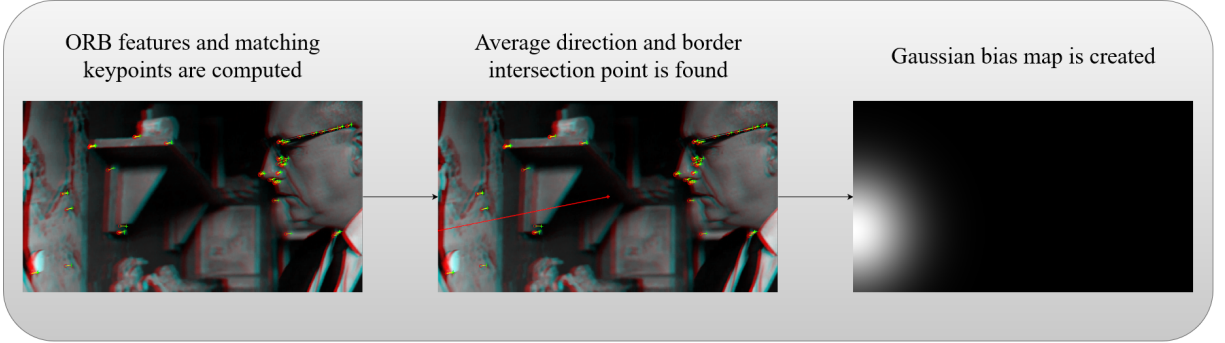 ORB features and matching
keypoints are computed
Average direction and border
intersection point is found
Gaussian bias map is created